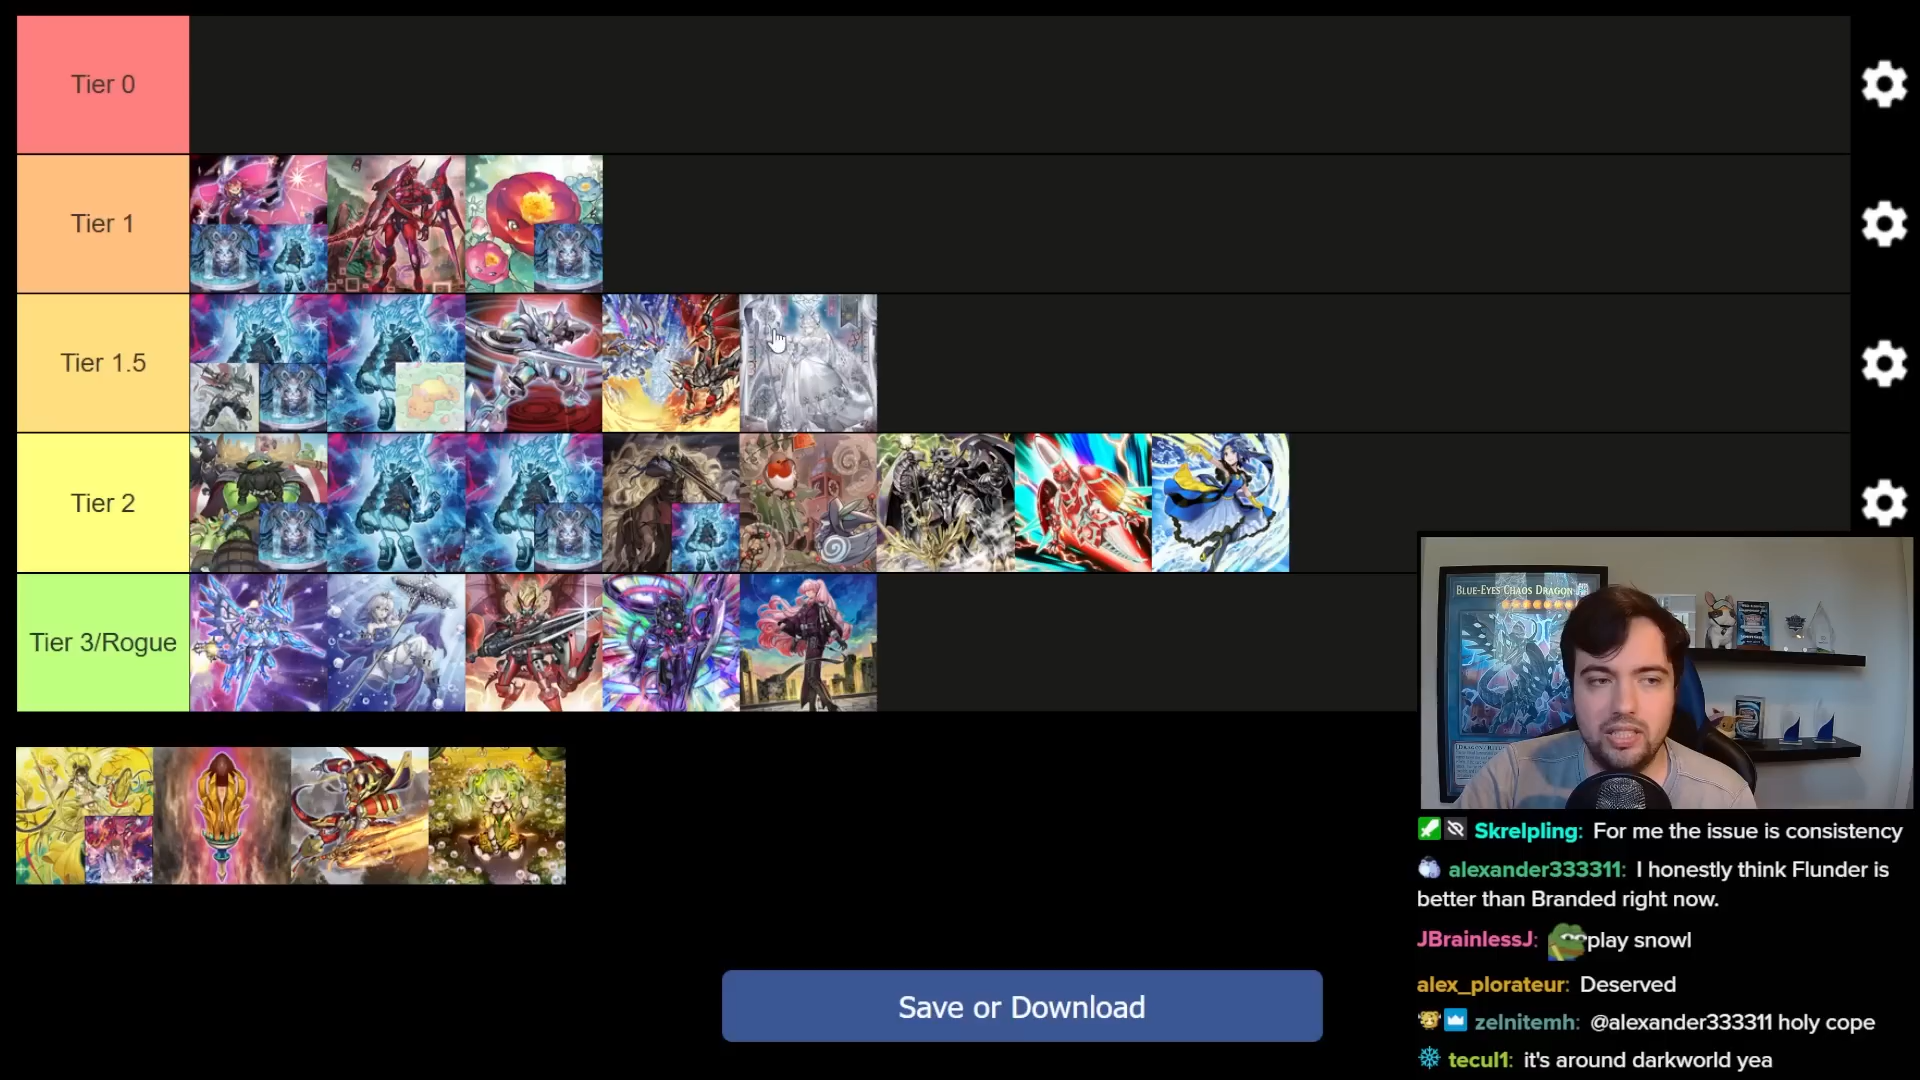 Tier 0
Tier 1
Tier 1.5
Tier 2
Tier 3/Rogue
BLUE-EYES CHAOS DRAGON
Save or Download
Skrelpling: For me the issue is consistency
alexander333311: I honestly think Flunder is
better than Branded right now.
JBrainlessJ: play snowl
alex_plorateur: Deserved
zelnitemh: @alexander333311 holy cope
tecul1: it's around darkworld yea